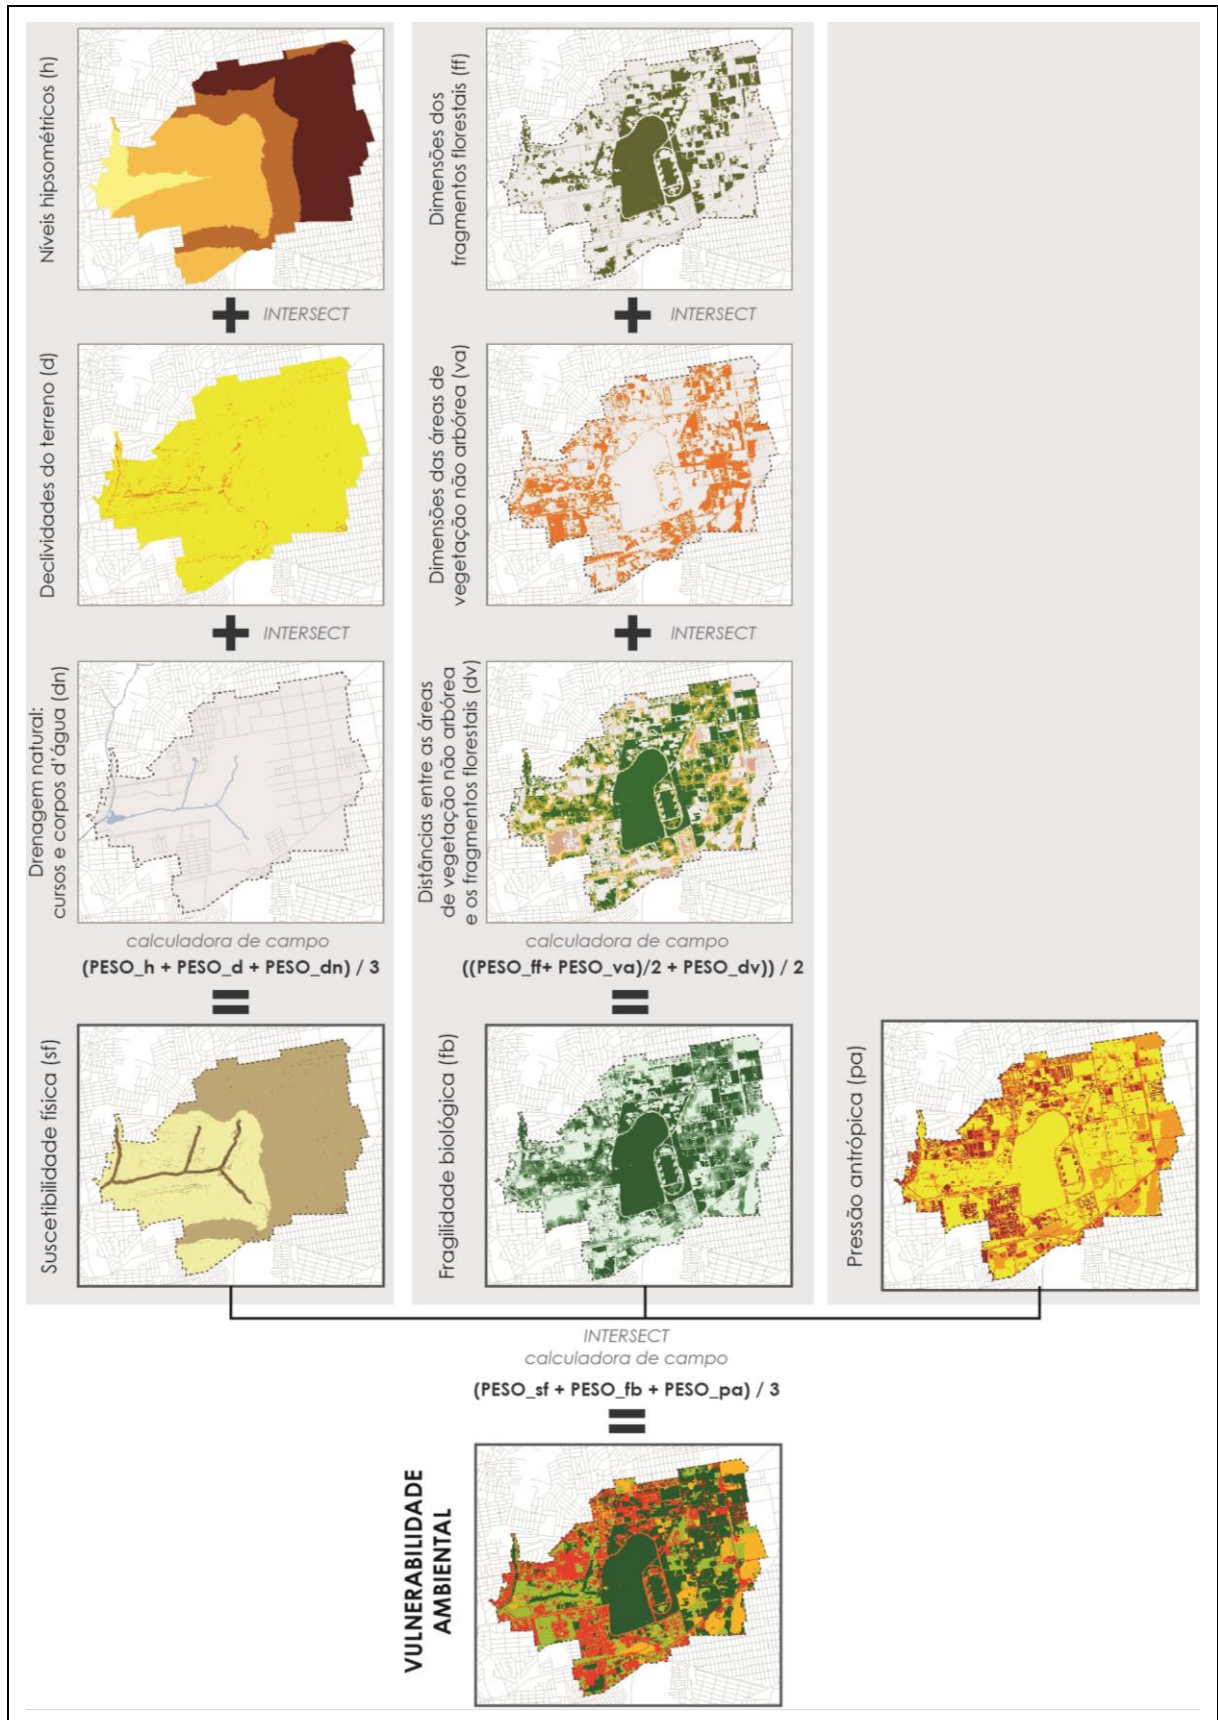 Níveis hipsométricos (h)
INTERSECT
Declividades do terreno (d)
INTERSECT
Drenagem natural:
cursos e corpos d'água (dn)
calculadora de campo
(PESO_h + PESO_d + PESO_dn) / 3
Suscetibilidade física (sf)
Dimensões dos
fragmentos florestais (ff)
INTERSECT
Dimensões das áreas de
vegetação não arbórea (va)
INTERSECT
Distâncias entre as áreas
de vegetação não arbórea
e os fragmentos florestais (dv)
calculadora de campo
((PESO_ff+ PESO_va)/2 + PESO_dv)) / 2
Fragilidade biológica (fb)
Pressão antrópica (pa)
INTERSECT
calculadora de campo
(PESO_sf + PESO_fb + PESO_pa) / 3
VULNERABILIDADE
AMBIENTAL